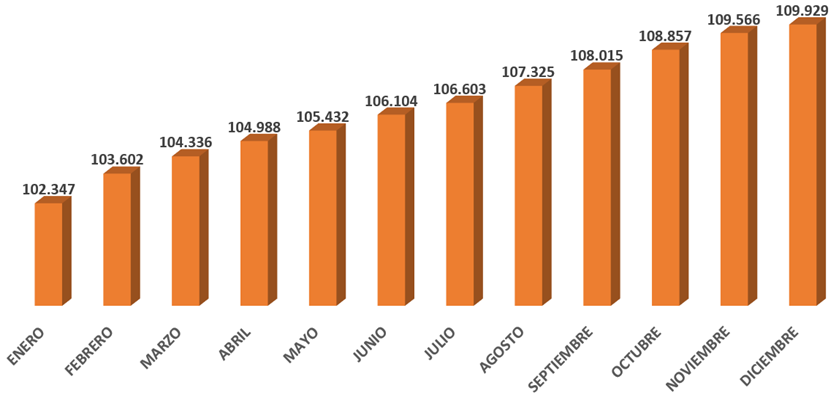 102.347
103.602
104.336
104.988
105.432
106.104
106.603
107.325
108.015
108.857
109.566
109.929
ENERO
FEBRERO
MARZO
ABRIL
MAYO
JUNIO
JULIO
AGOSTO
SEPTIEMBRE
OCTUBRE
NOVIEMBRE
DICIEMBRE